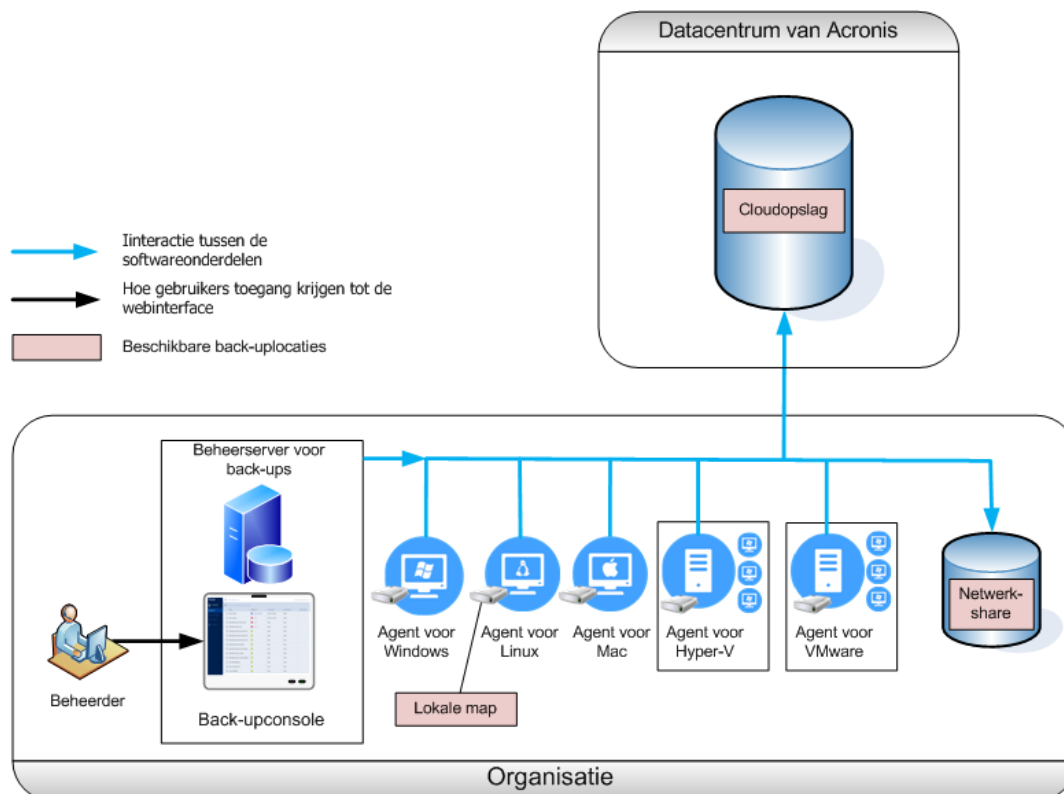 Datacentrum van Acronis
Cloudopslag
Iinteractie tussen de
softwareonderdelen
Hoe gebruikers toegang krijgen tot de
webinterface
Beschikbare back-uplocaties
Beheerserver voor
back-ups
Beheerder
Back-upconsole
Agent voor
Windows
Agent voor
Linux
Agent voor
Mac
Agent voor
Hyper-V
Agent voor
VMware
Netwerk-
share
Lokale map
Organisatie